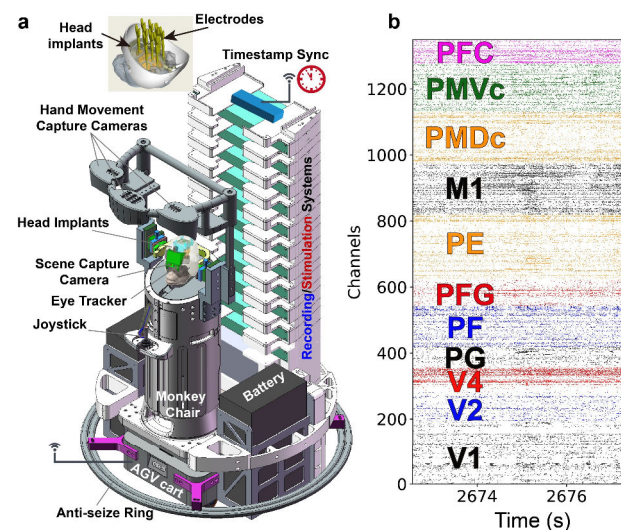 a
Head
implants
Electrodes
Timestamp Sync
Hand Movement
Capture Cameras
Head Implants
Scene Capture
Camera
Eye Tracker
Joystick
Recording/Stimulation Systems
Battery
Monkey
Chair
AGV cart
Anti-seize Ring
b
PFC
PMVc
PMDc
M1
PE
PFG
PF
PG
V4
V2
V1
Channels
1200
1000
800
600
400
200
0
2674
2676
Time (s)